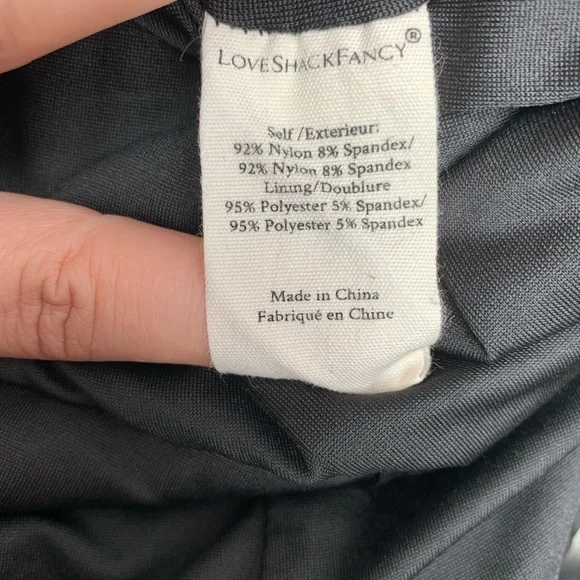 LoveShackFancy®
Self /Exterieur:
92% Nylon 8% Spandex/
92% Nylon 8% Spandex
Lining/Doublure
95% Polyester 5% Spandex/
95% Polyester 5% Spandex
Made in China
Fabriqué en Chine